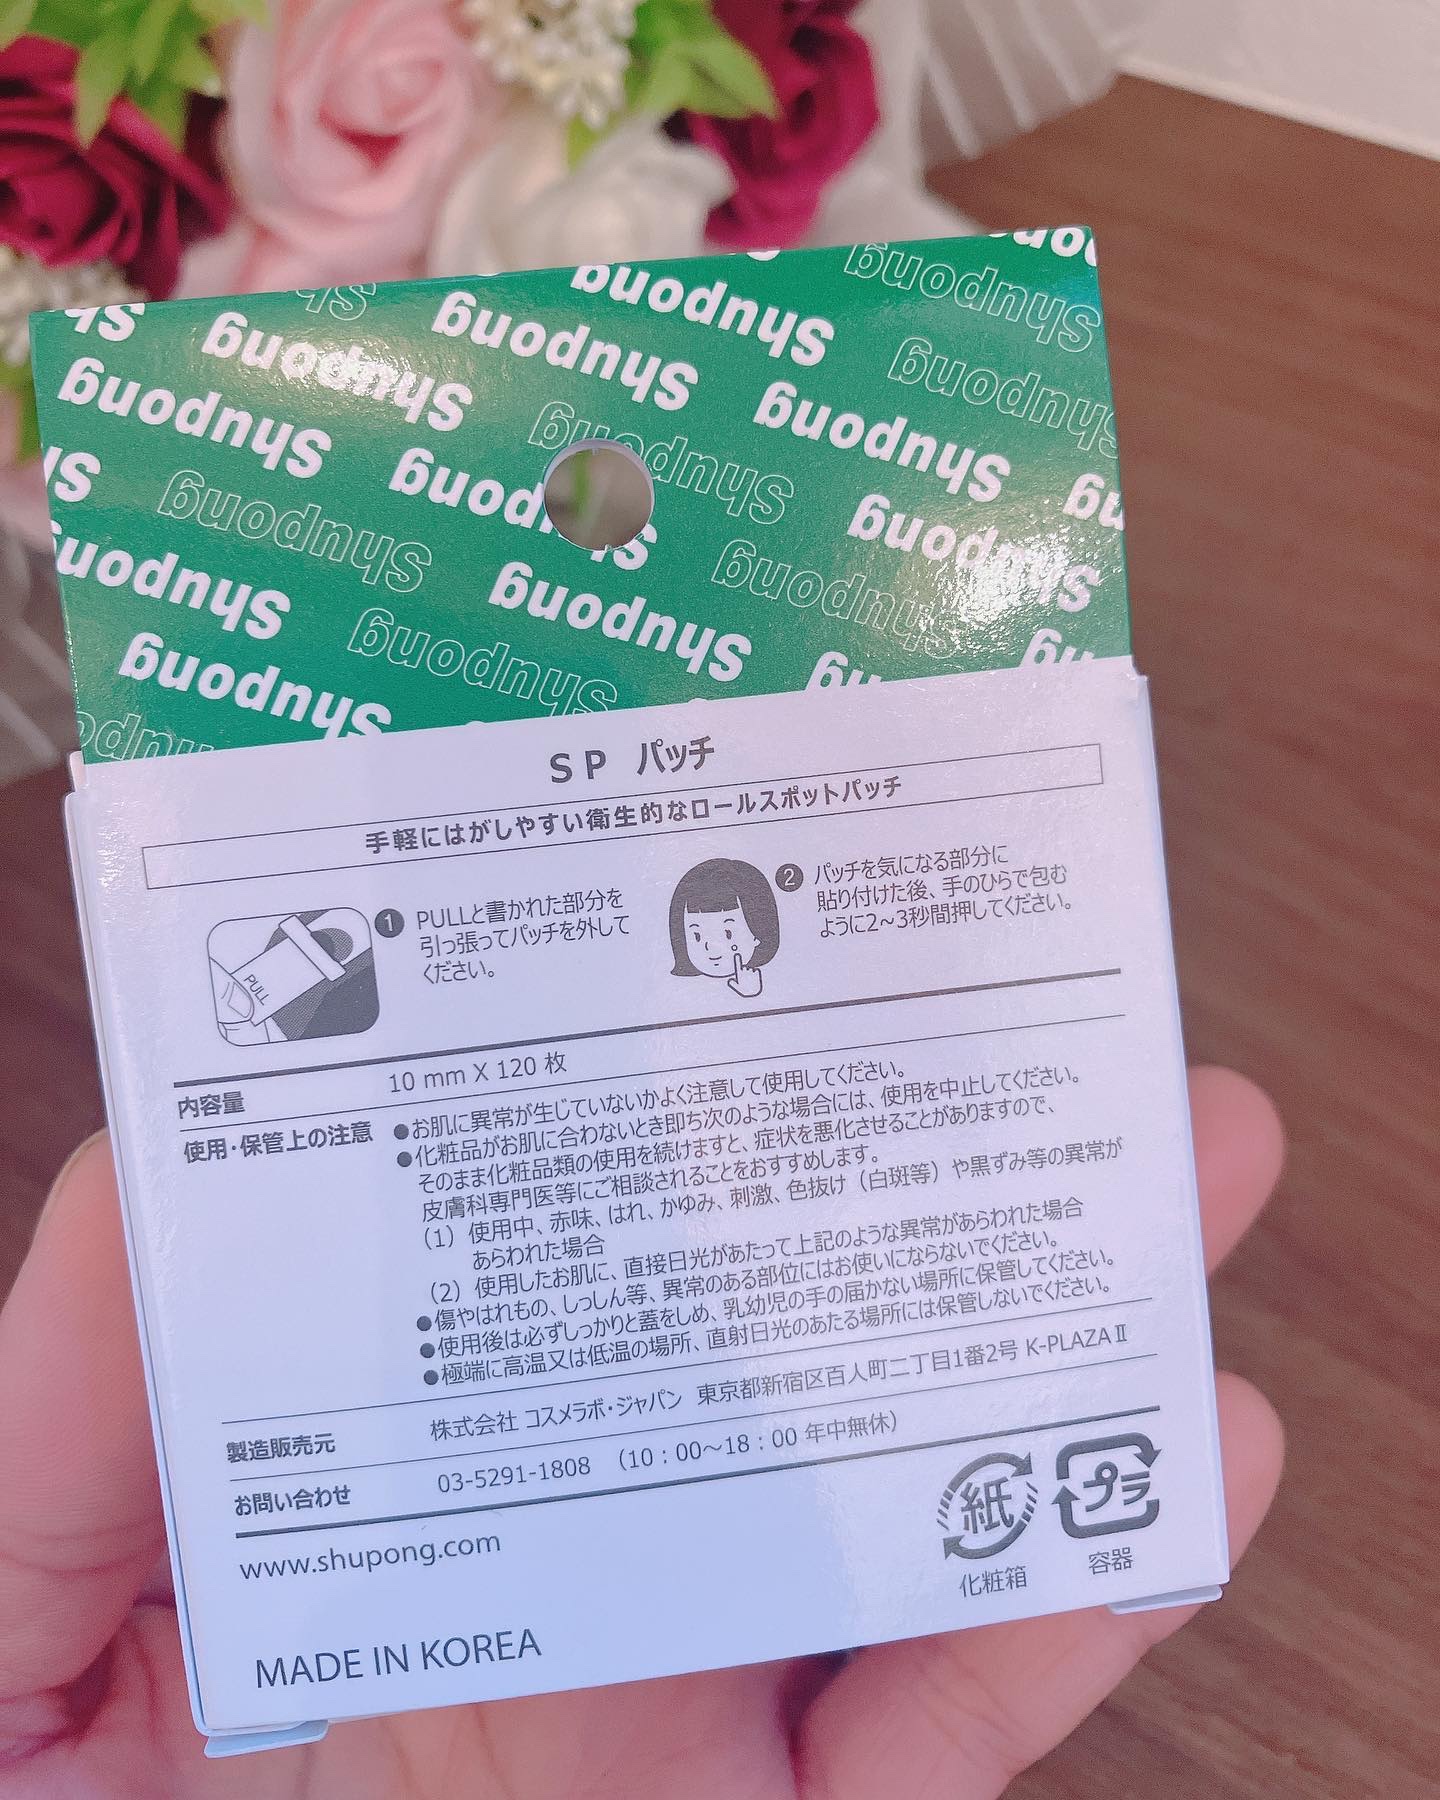 Shupong
SP パッチ
手軽にはがしやすい衛生的なロールスポットパッチ
PULL
1 PULLと書かれた部分を
引っ張ってパッチを外して
ください。
2 パッチを気になる部分に
貼り付けた後、手のひらで包む
ように2～3秒間押してください。
内容量 10 mm X 120 枚
使用・保管上の注意 ●お肌に異常が生じていないかよく注意して使用してください。
●化粧品がお肌に合わないとき即ち次のような場合には、使用を中止してください。
そのまま化粧品類の使用を続けますと、症状を悪化させることがありますので、
皮膚科専門医等にご相談されることをおすすめします。
（1） 使用中、赤味、はれ、かゆみ、刺激、色抜け（白斑等）や黒ずみ等の異常が
あらわれた場合
（2） 使用したお肌に、直接日光があたって上記のような異常があらわれた場合
●傷やはれもの、しっしん等、異常のある部位にはお使いにならないでください。
●使用後は必ずしっかりと蓋をしめ、乳幼児の手の届かない場所に保管してください。
●極端に高温又は低温の場所、直射日光のあたる場所には保管しないでください。
製造販売元 株式会社 コスメラボ・ジャパン 東京都新宿区百人町二丁目1番2号 K-PLAZAⅡ
お問い合わせ 03-5291-1808 （10：00～18：00 年中無休）
www.shupong.com
紙 プラ
化粧箱 容器
MADE IN KOREA